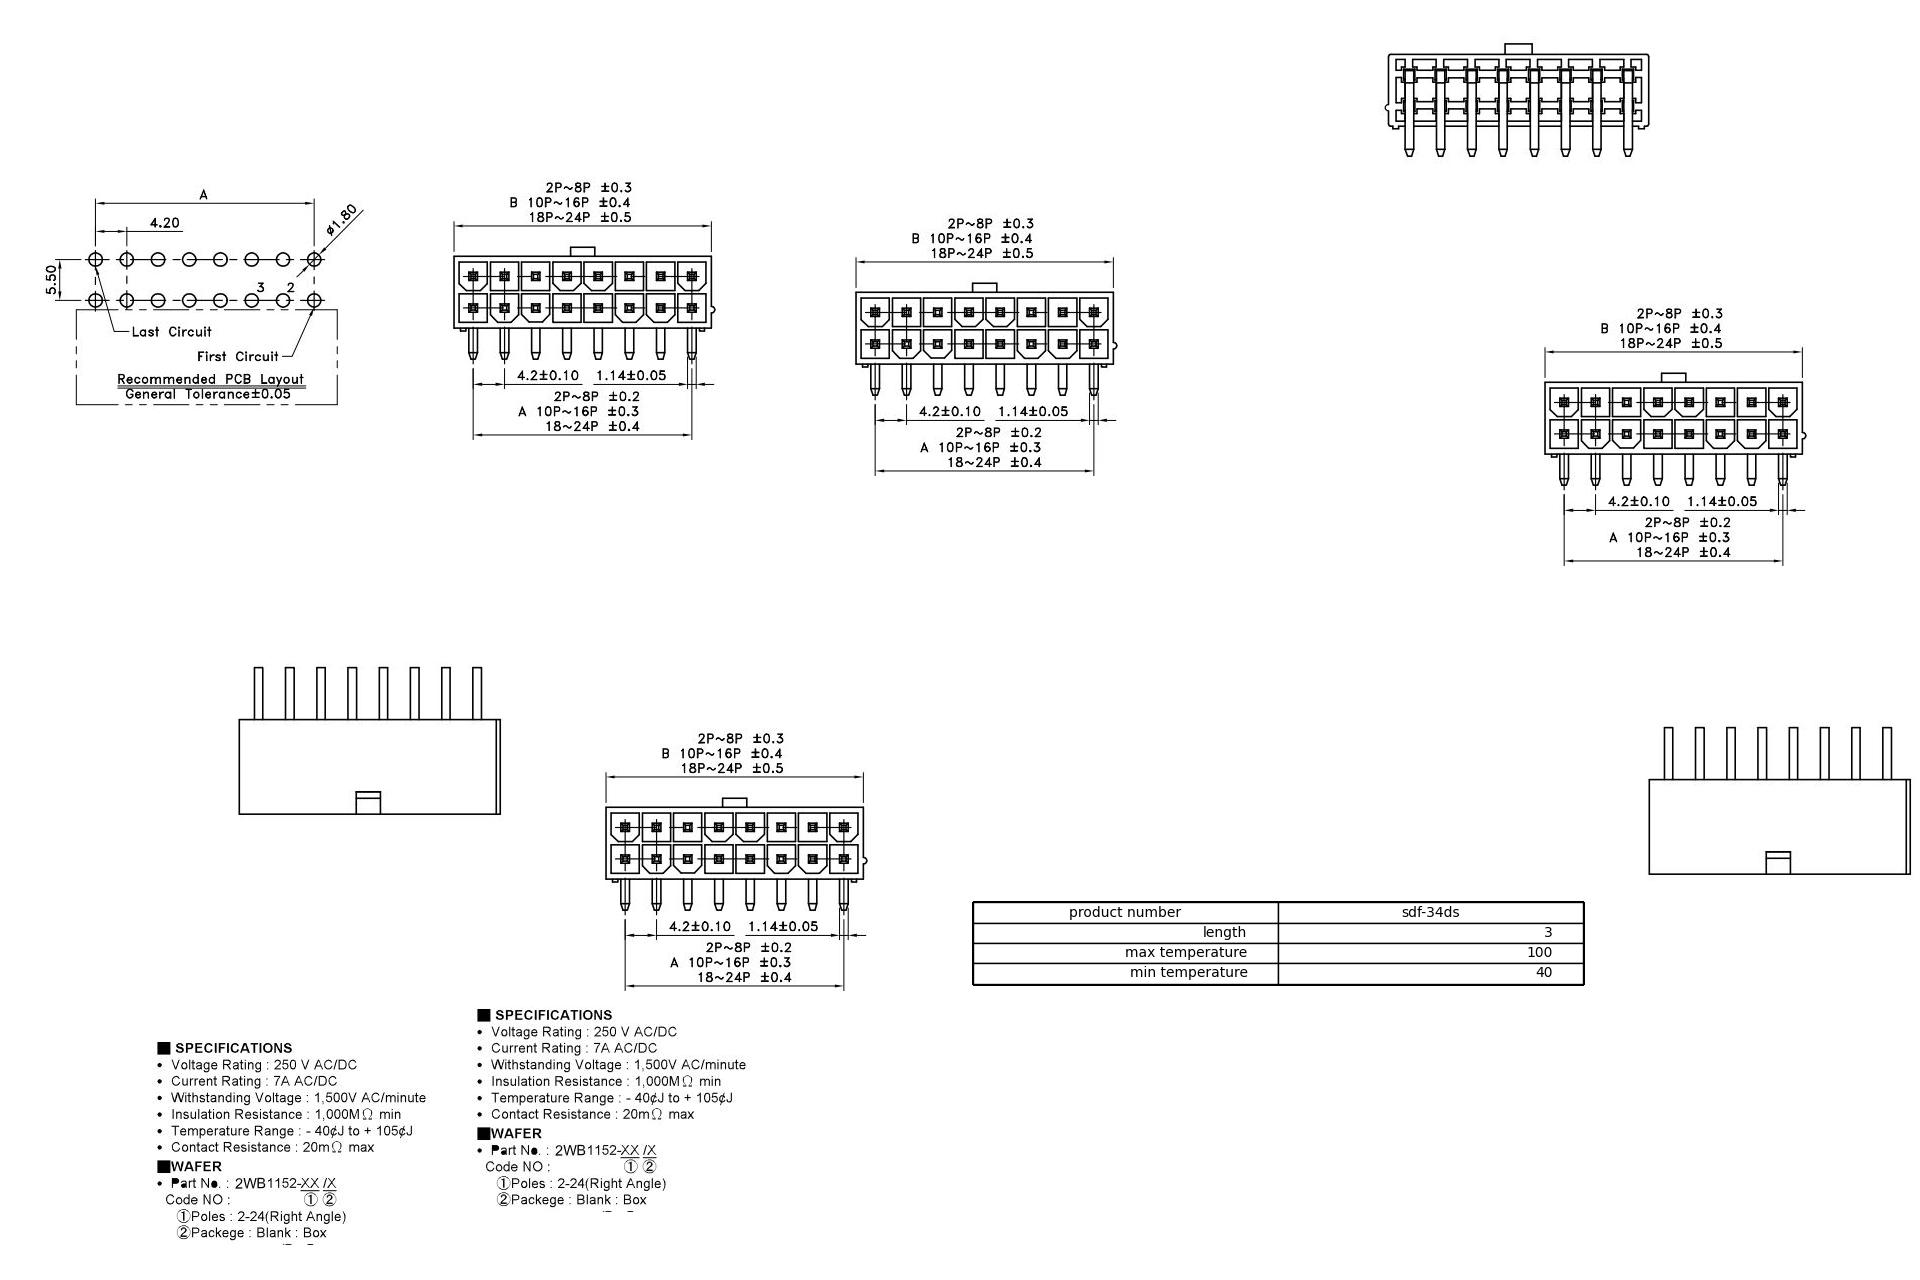 A
4.20
ø1.80
5.50
3 2
Last Circuit
First Circuit
Recommended PCB Layout
General Tolerance±0.05
2P~8P ±0.3
B 10P~16P ±0.4
18P~24P ±0.5
4.2±0.10 1.14±0.05
2P~8P ±0.2
A 10P~16P ±0.3
18~24P ±0.4
2P~8P ±0.3
B 10P~16P ±0.4
18P~24P ±0.5
4.2±0.10 1.14±0.05
2P~8P ±0.2
A 10P~16P ±0.3
18~24P ±0.4
2P~8P ±0.3
B 10P~16P ±0.4
18P~24P ±0.5
4.2±0.10 1.14±0.05
2P~8P ±0.2
A 10P~16P ±0.3
18~24P ±0.4
2P~8P ±0.3
B 10P~16P ±0.4
18P~24P ±0.5
4.2±0.10 1.14±0.05
2P~8P ±0.2
A 10P~16P ±0.3
18~24P ±0.4
product number sdf-34ds
length 3
max temperature 100
min temperature 40
■ SPECIFICATIONS
• Voltage Rating : 250 V AC/DC
• Current Rating : 7A AC/DC
• Withstanding Voltage : 1,500V AC/minute
• Insulation Resistance : 1,000MΩ min
• Temperature Range : - 40¢J to + 105¢J
• Contact Resistance : 20mΩ max
■WAFER
• Part No. : 2WB1152-XX /X
Code NO : ① ②
①Poles : 2-24(Right Angle)
②Packege : Blank : Box
■ SPECIFICATIONS
• Voltage Rating : 250 V AC/DC
• Current Rating : 7A AC/DC
• Withstanding Voltage : 1,500V AC/minute
• Insulation Resistance : 1,000MΩ min
• Temperature Range : - 40¢J to + 105¢J
• Contact Resistance : 20mΩ max
■WAFER
• Part No. : 2WB1152-XX /X
Code NO : ① ②
①Poles : 2-24(Right Angle)
②Packege : Blank : Box